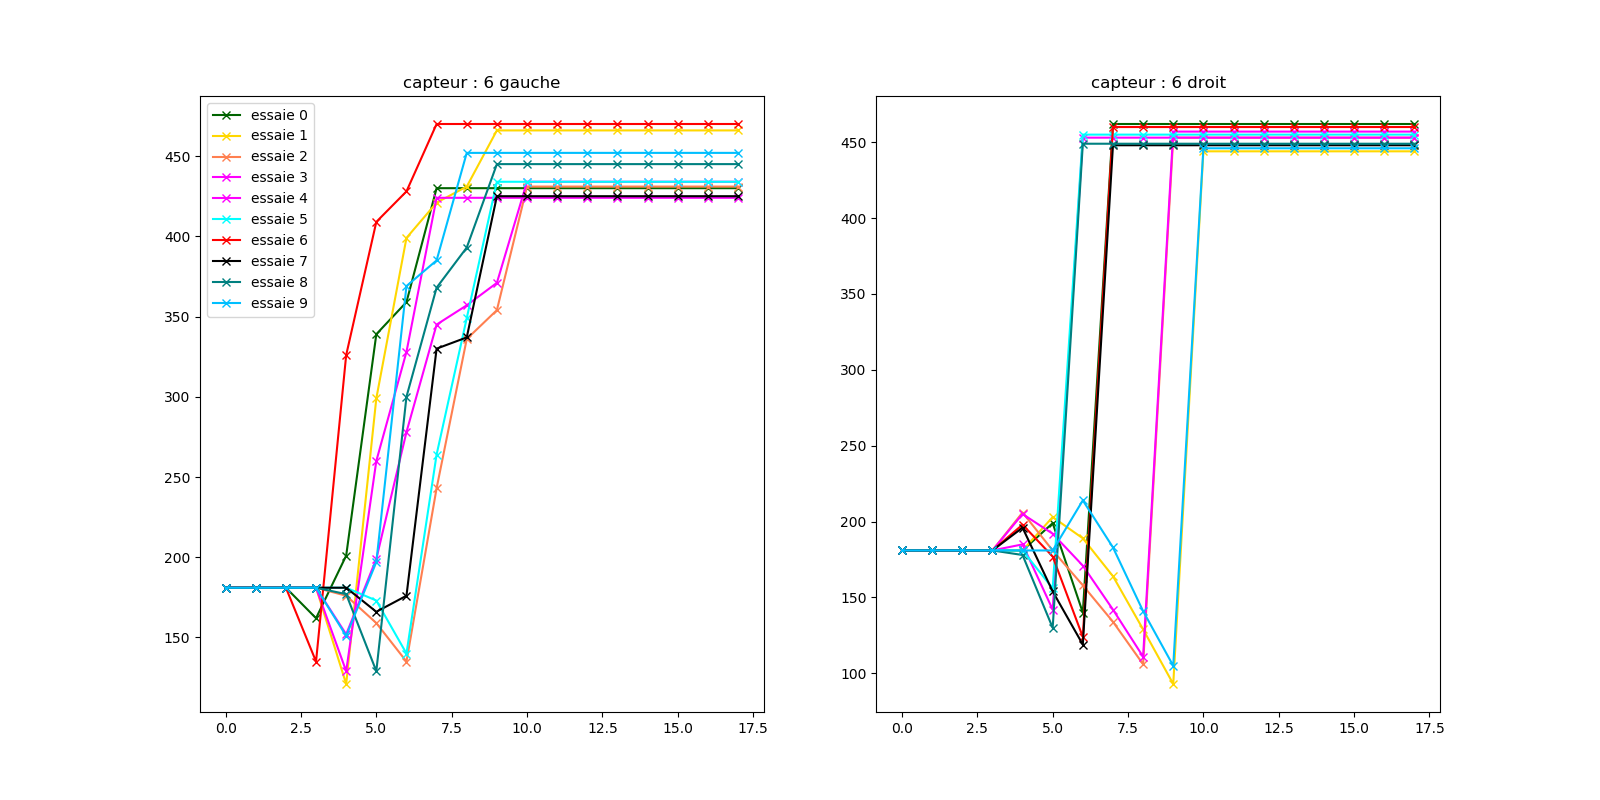 capteur : 6 gauche
450
400
350
300
250
200
150
0.0 2.5 5.0 7.5 10.0 12.5 15.0 17.5
essaie 0
essaie 1
essaie 2
essaie 3
essaie 4
essaie 5
essaie 6
essaie 7
essaie 8
essaie 9
capteur : 6 droit
450
400
350
300
250
200
150
100
0.0 2.5 5.0 7.5 10.0 12.5 15.0 17.5